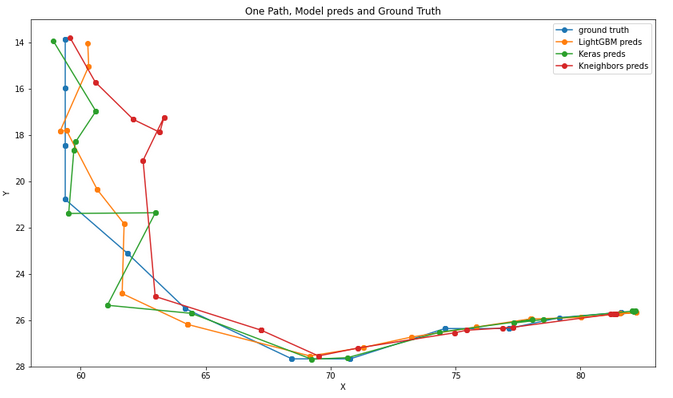 One Path, Model preds and Ground Truth
ground truth
LightGBM preds
Keras preds
Kneighbors preds
14
16
18
20
22
24
26
28
Y
60
65
70
75
80
X